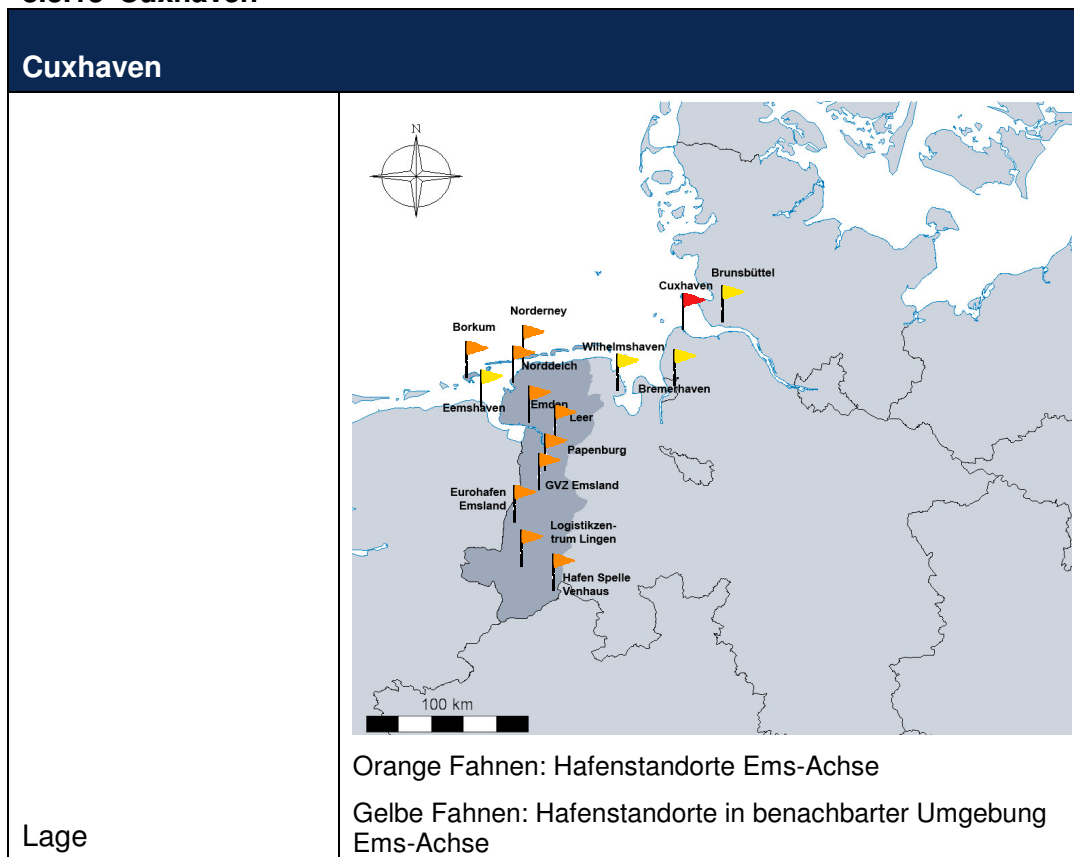 Cuxhaven
N
Brunsbüttel
Cuxhaven
Norderney
Borkum
Wilhelmshaven
Norddeich
Bremerhaven
Eemshaven
Emden
Leer
Papenburg
GVZ Emsland
Eurohafen
Emsland
Logistikzen-
trum Lingen
Hafen Spelle
Venhaus
100 km
Orange Fahnen: Hafenstandorte Ems-Achse
Gelbe Fahnen: Hafenstandorte in benachbarter Umgebung
Ems-Achse
Lage